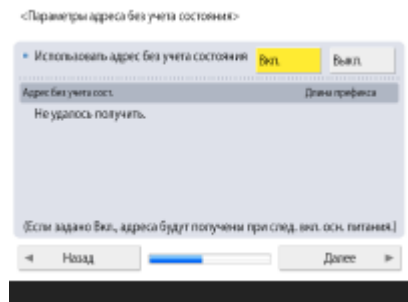 <Параметры адреса без учета состояния>
• Использовать адрес без учета состояния Вкл. Выкл.
Адрес без учета сост. Длина префикса
Не удалось получить.
(Если задано Вкл., адреса будут получены при след. вкл. осн. питания.)
◄ Назад Далее ►